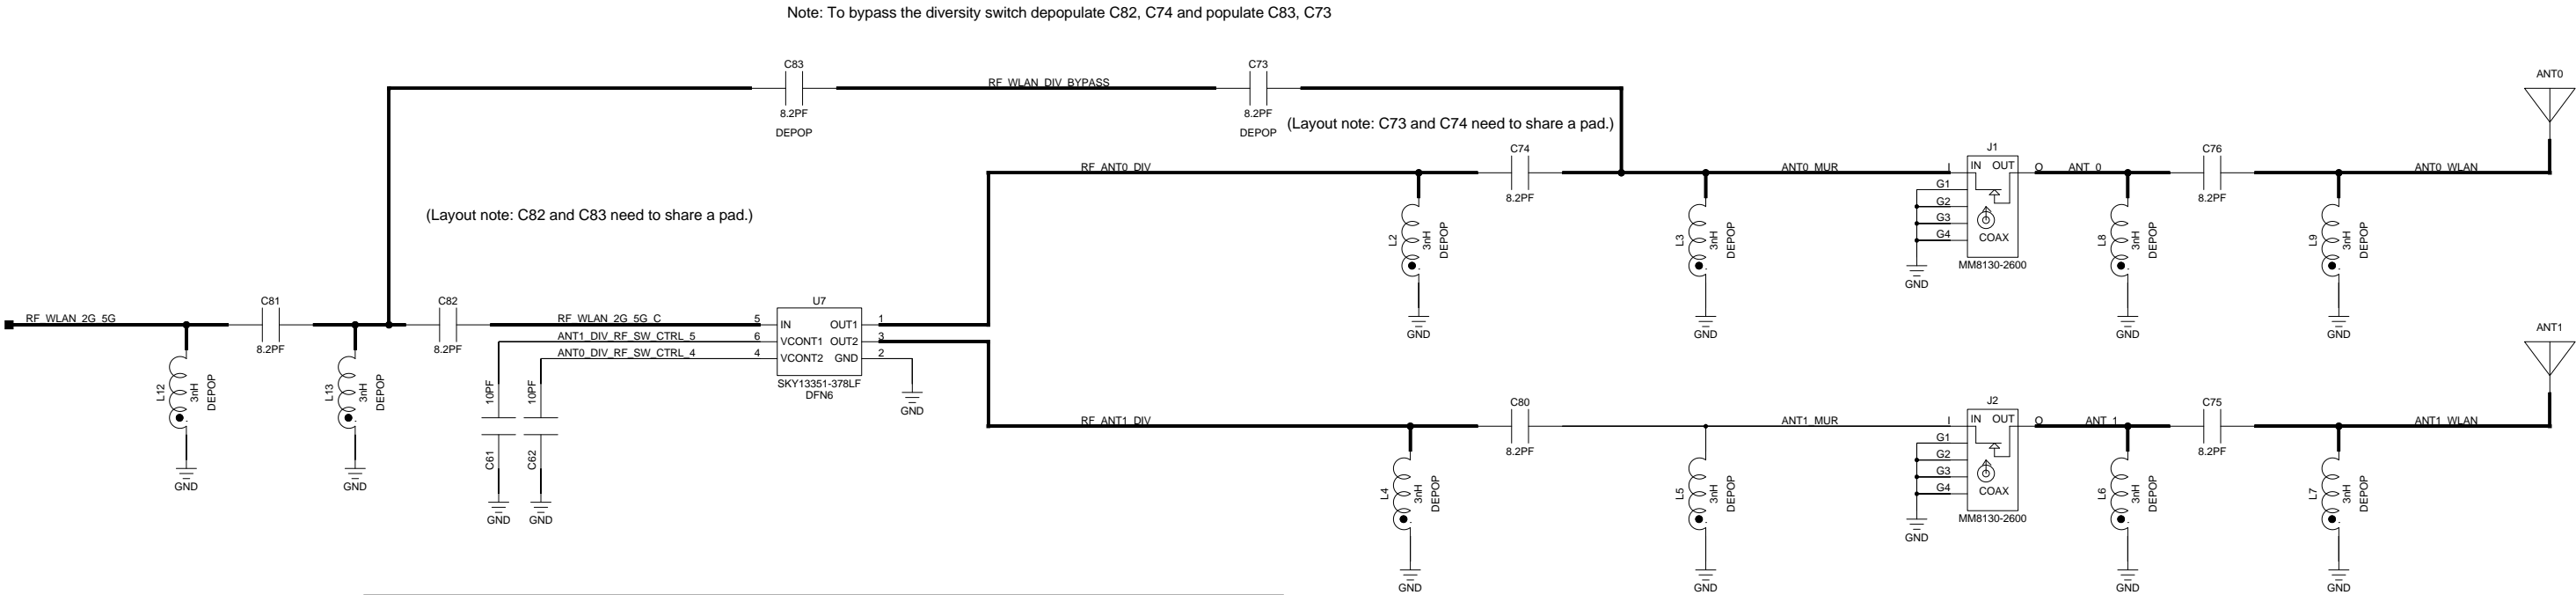 Note: To bypass the diversity switch depopulate C82, C74 and populate C83, C73
C83
8.2PF
DEPOP
RF_WLAN_DIV_BYPASS
C73
8.2PF
DEPOP
(Layout note: C73 and C74 need to share a pad.)
ANT0
RF_ANT0_DIV
C74
8.2PF
ANT0_MUR
J1
I
IN OUT
O
G1
G2
G3
G4
COAX
MM8130-2600
GND
ANT_0
C76
8.2PF
ANT0_WLAN
L2
3nH
DEPOP
GND
L3
3nH
DEPOP
GND
L8
3nH
DEPOP
GND
L9
3nH
DEPOP
GND
(Layout note: C82 and C83 need to share a pad.)
RF_WLAN_2G_5G
C81
8.2PF
C82
8.2PF
RF_WLAN_2G_5G_C
ANT1_DIV_RF_SW_CTRL_5
ANT0_DIV_RF_SW_CTRL_4
U7
5 IN OUT1 1
6 VCONT1 OUT2 3
4 VCONT2 GND 2
SKY13351-378LF
DFN6
GND
L12
3nH
DEPOP
GND
L13
3nH
DEPOP
GND
10PF
C61
GND
10PF
C62
GND
ANT1
RF_ANT1_DIV
C80
8.2PF
ANT1_MUR
J2
I
IN OUT
O
G1
G2
G3
G4
COAX
MM8130-2600
GND
ANT_1
C75
8.2PF
ANT1_WLAN
L4
3nH
DEPOP
GND
L5
3nH
DEPOP
GND
L6
3nH
DEPOP
GND
L7
3nH
DEPOP
GND